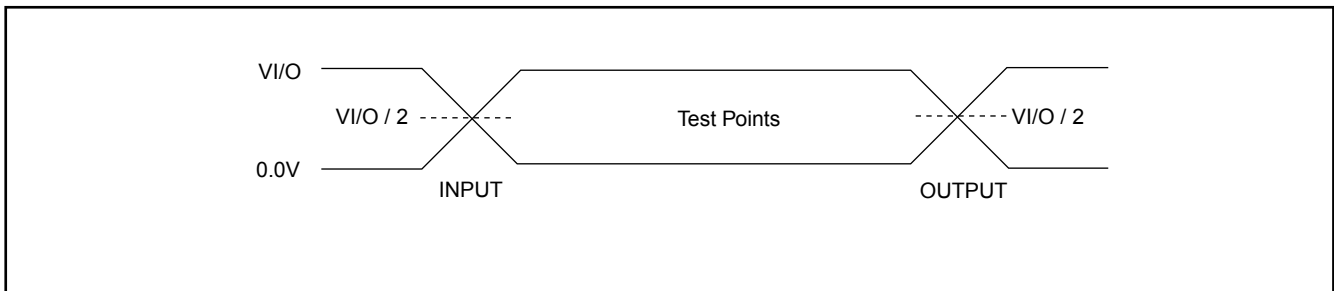 VI/O
VI/O / 2
Test Points
VI/O / 2
0.0V
INPUT
OUTPUT